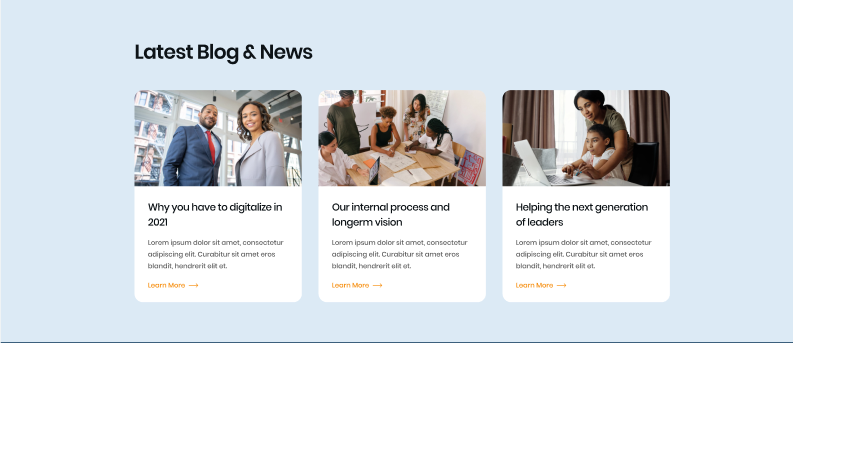 Latest Blog & News
Why you have to digitalize in
2021
Lorem ipsum dolor sit amet, consectetur
adipiscing elit. Curabitur sit amet eros
blandit, hendrerit elit et.
Learn More
Our internal process and
longerm vision
Lorem ipsum dolor sit amet, consectetur
adipiscing elit. Curabitur sit amet eros
blandit, hendrerit elit et.
Learn More
Helping the next generation
of leaders
Lorem ipsum dolor sit amet, consectetur
adipiscing elit. Curabitur sit amet eros
blandit, hendrerit elit et.
Learn More